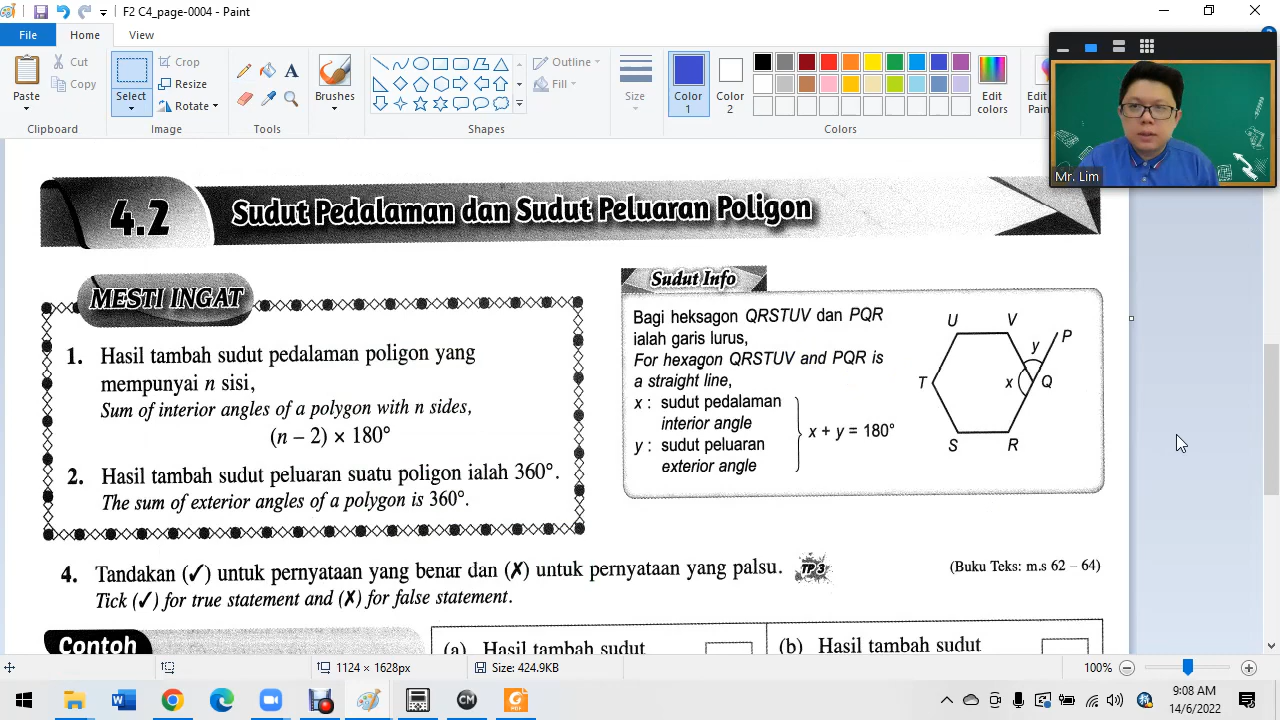 F2 C4_page-0004 - Paint
File Home View
Paste
Cut
Copy
Clipboard
Select
Crop
Resize
Rotate
Image
A
Tools
Brushes
Outline
Fill
Shapes
Size
Color 1
Color 2
Edit colors
Colors
Edit
Pain
Mr. Lim
4.2 Sudut Pedalaman dan Sudut Peluaran Poligon
MESTI INGAT
1. Hasil tambah sudut pedalaman poligon yang
mempunyai n sisi,
Sum of interior angles of a polygon with n sides,
(n – 2) × 180°
2. Hasil tambah sudut peluaran suatu poligon ialah 360°.
The sum of exterior angles of a polygon is 360°.
Sudut Info
Bagi heksagon QRSTUV dan PQR
ialah garis lurus,
For hexagon QRSTUV and PQR is
a straight line,
x : sudut pedalaman
interior angle
y : sudut peluaran
exterior angle
x + y = 180°
U V P
y
T x Q
S R
4. Tandakan (✓) untuk pernyataan yang benar dan (✗) untuk pernyataan yang palsu. TP 3 (Buku Teks: m.s 62 – 64)
Tick (✓) for true statement and (✗) for false statement.
Contoh
(a) Hasil tambah sudut
(b) Hasil tambah sudut
1124 × 1628px
Size: 424.9KB
100%
W
CM
PDF
9:08 AM
14/6/2022